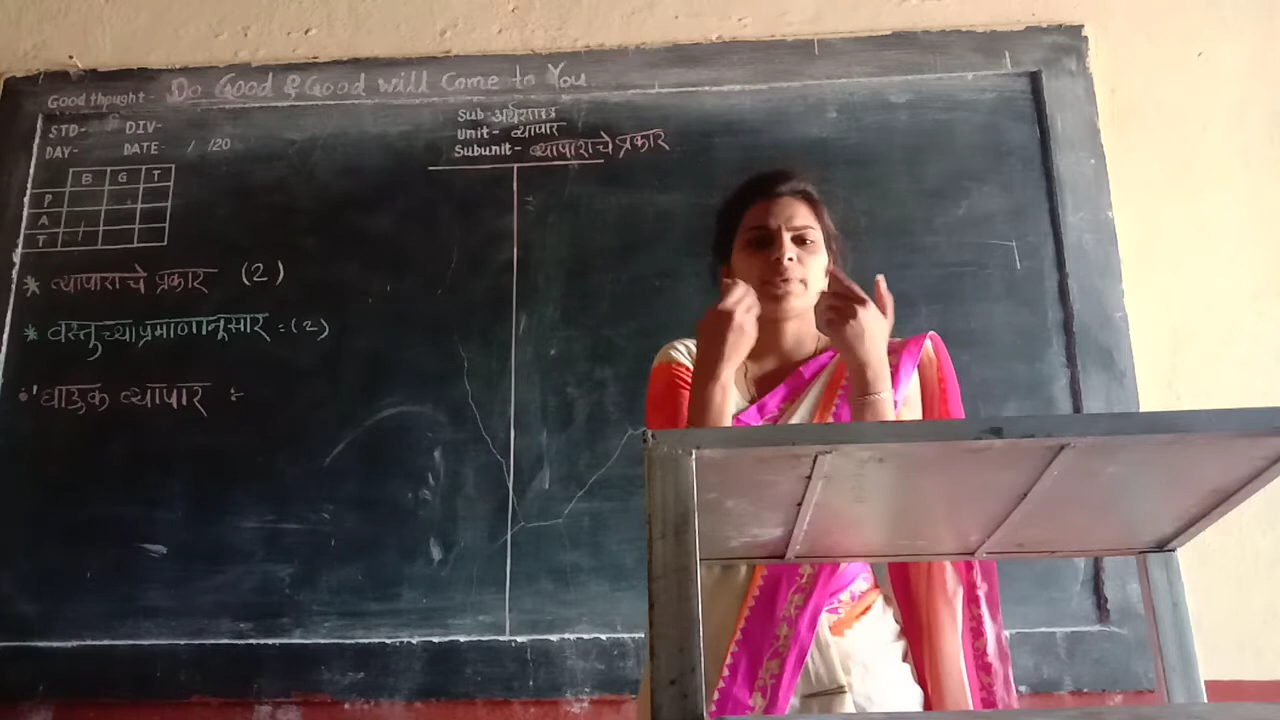 Good thought - Do Good & Good will Come to You
STD- DIV-
DAY- DATE- / /20
B G T
P
A
T
Sub- अर्थशास्त्र
Unit- व्यापार
Subunit- व्यापाराचे प्रकार
* व्यापाराचे प्रकार (2)
* वस्तुच्या प्रमाणानूसार :- (2)
घाऊक व्यापार :-